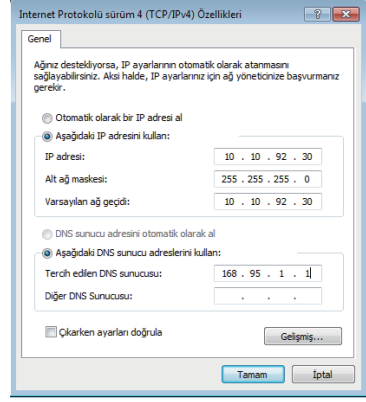 Internet Protokolü sürüm 4 (TCP/IPv4) Özellikleri
Genel
Ağınız destekliyorsa, IP ayarlarının otomatik olarak atanmasını
sağlayabilirsiniz. Aksi halde, IP ayarlarınız için ağ yöneticinize başvurmanız
gerekir.
Otomatik olarak bir IP adresi al
Aşağıdaki IP adresini kullan:
IP adresi: 10 . 10 . 92 . 30
Alt ağ maskesi: 255 . 255 . 255 . 0
Varsayılan ağ geçidi: 10 . 10 . 92 . 30
DNS sunucu adresini otomatik olarak al
Aşağıdaki DNS sunucu adreslerini kullan:
Tercih edilen DNS sunucusu: 168 . 95 . 1 . 1
Diğer DNS Sunucusu: . . .
Çıkarken ayarları doğrula
Gelişmiş...
Tamam İptal